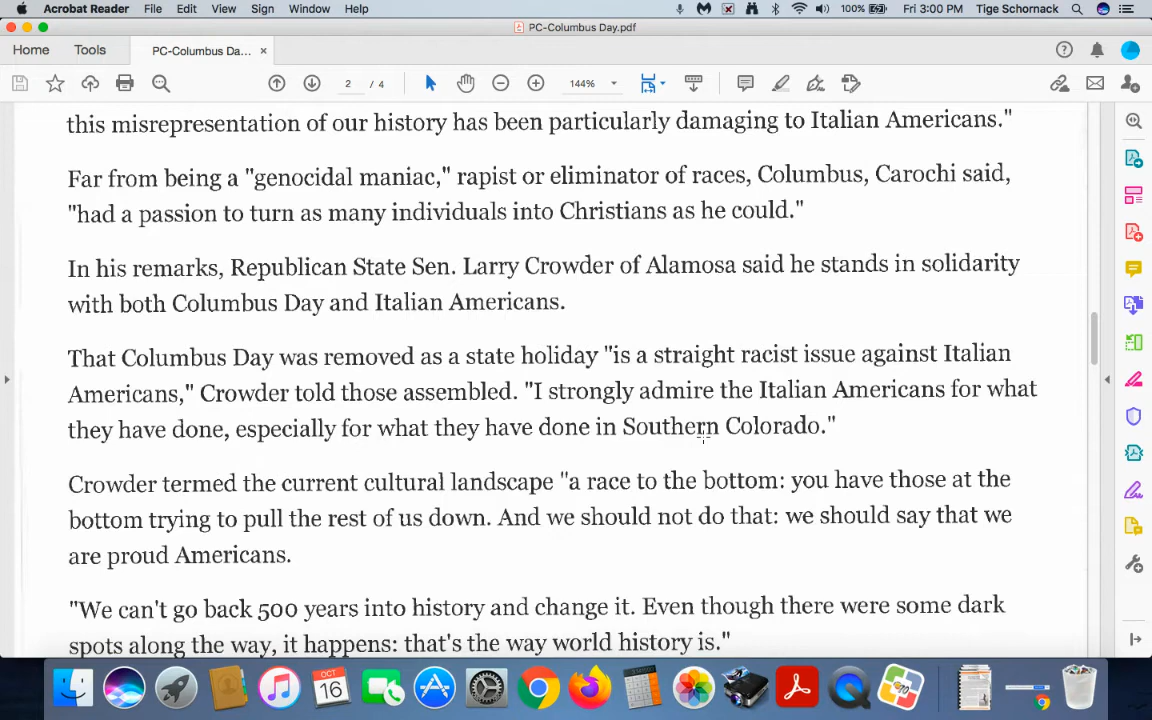 Acrobat Reader File Edit View Sign Window Help 100% Fri 3:00 PM Tige Schornack
PC-Columbus Day.pdf
Home Tools PC-Columbus Da... ×
2 / 4 144%
this misrepresentation of our history has been particularly damaging to Italian Americans."
Far from being a "genocidal maniac," rapist or eliminator of races, Columbus, Carochi said,
"had a passion to turn as many individuals into Christians as he could."
In his remarks, Republican State Sen. Larry Crowder of Alamosa said he stands in solidarity
with both Columbus Day and Italian Americans.
That Columbus Day was removed as a state holiday "is a straight racist issue against Italian
Americans," Crowder told those assembled. "I strongly admire the Italian Americans for what
they have done, especially for what they have done in Southern Colorado."
Crowder termed the current cultural landscape "a race to the bottom: you have those at the
bottom trying to pull the rest of us down. And we should not do that: we should say that we
are proud Americans.
"We can't go back 500 years into history and change it. Even though there were some dark
spots along the way, it happens: that's the way world history is."
OCT
16